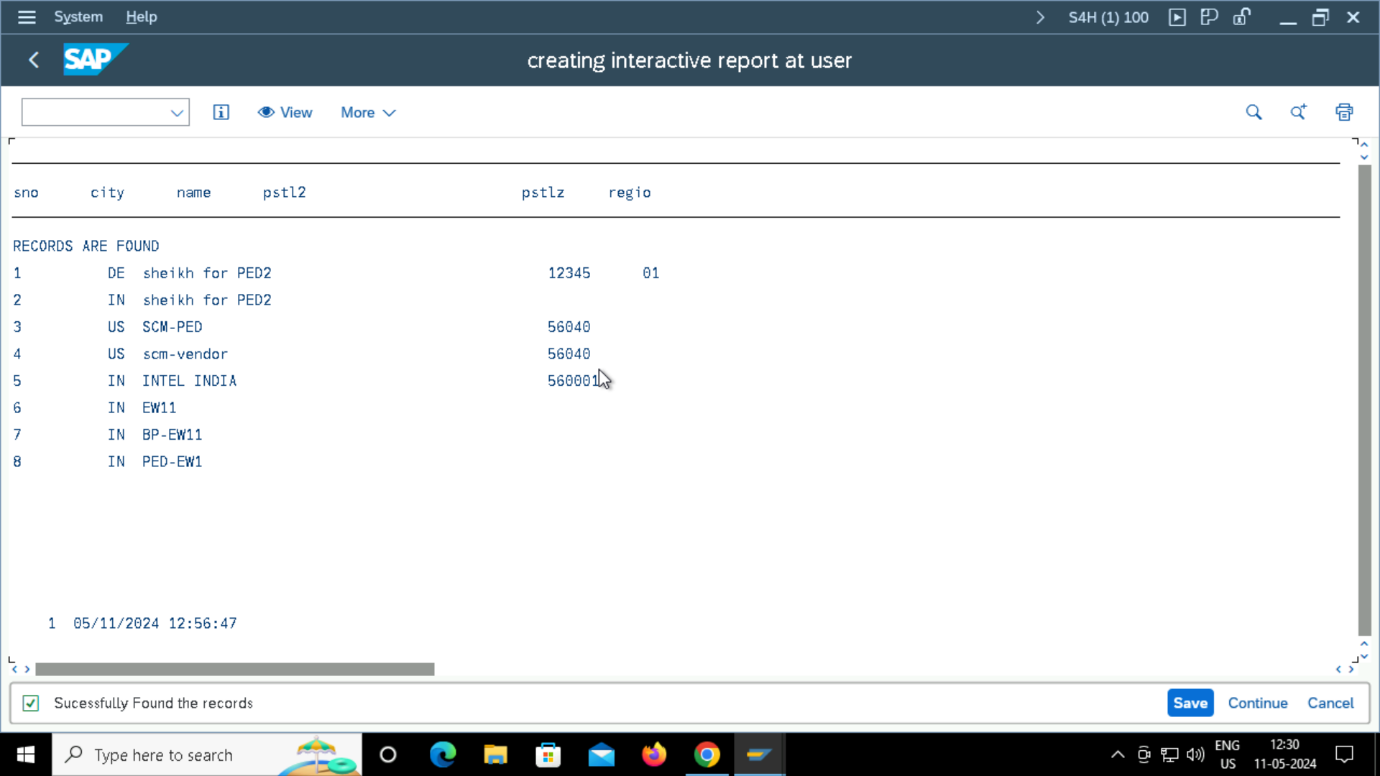 System Help S4H (1) 100
SAP creating interactive report at user
View More
sno city name pstl2 pstlz regio
RECORDS ARE FOUND
1 DE sheikh for PED2 12345 01
2 IN sheikh for PED2
3 US SCM-PED 56040
4 US scm-vendor 56040
5 IN INTEL INDIA 560001
6 IN EW11
7 IN BP-EW11
8 IN PED-EW1
1 05/11/2024 12:56:47
Sucessfully Found the records Save Continue Cancel
Type here to search ENG US 12:30 11-05-2024